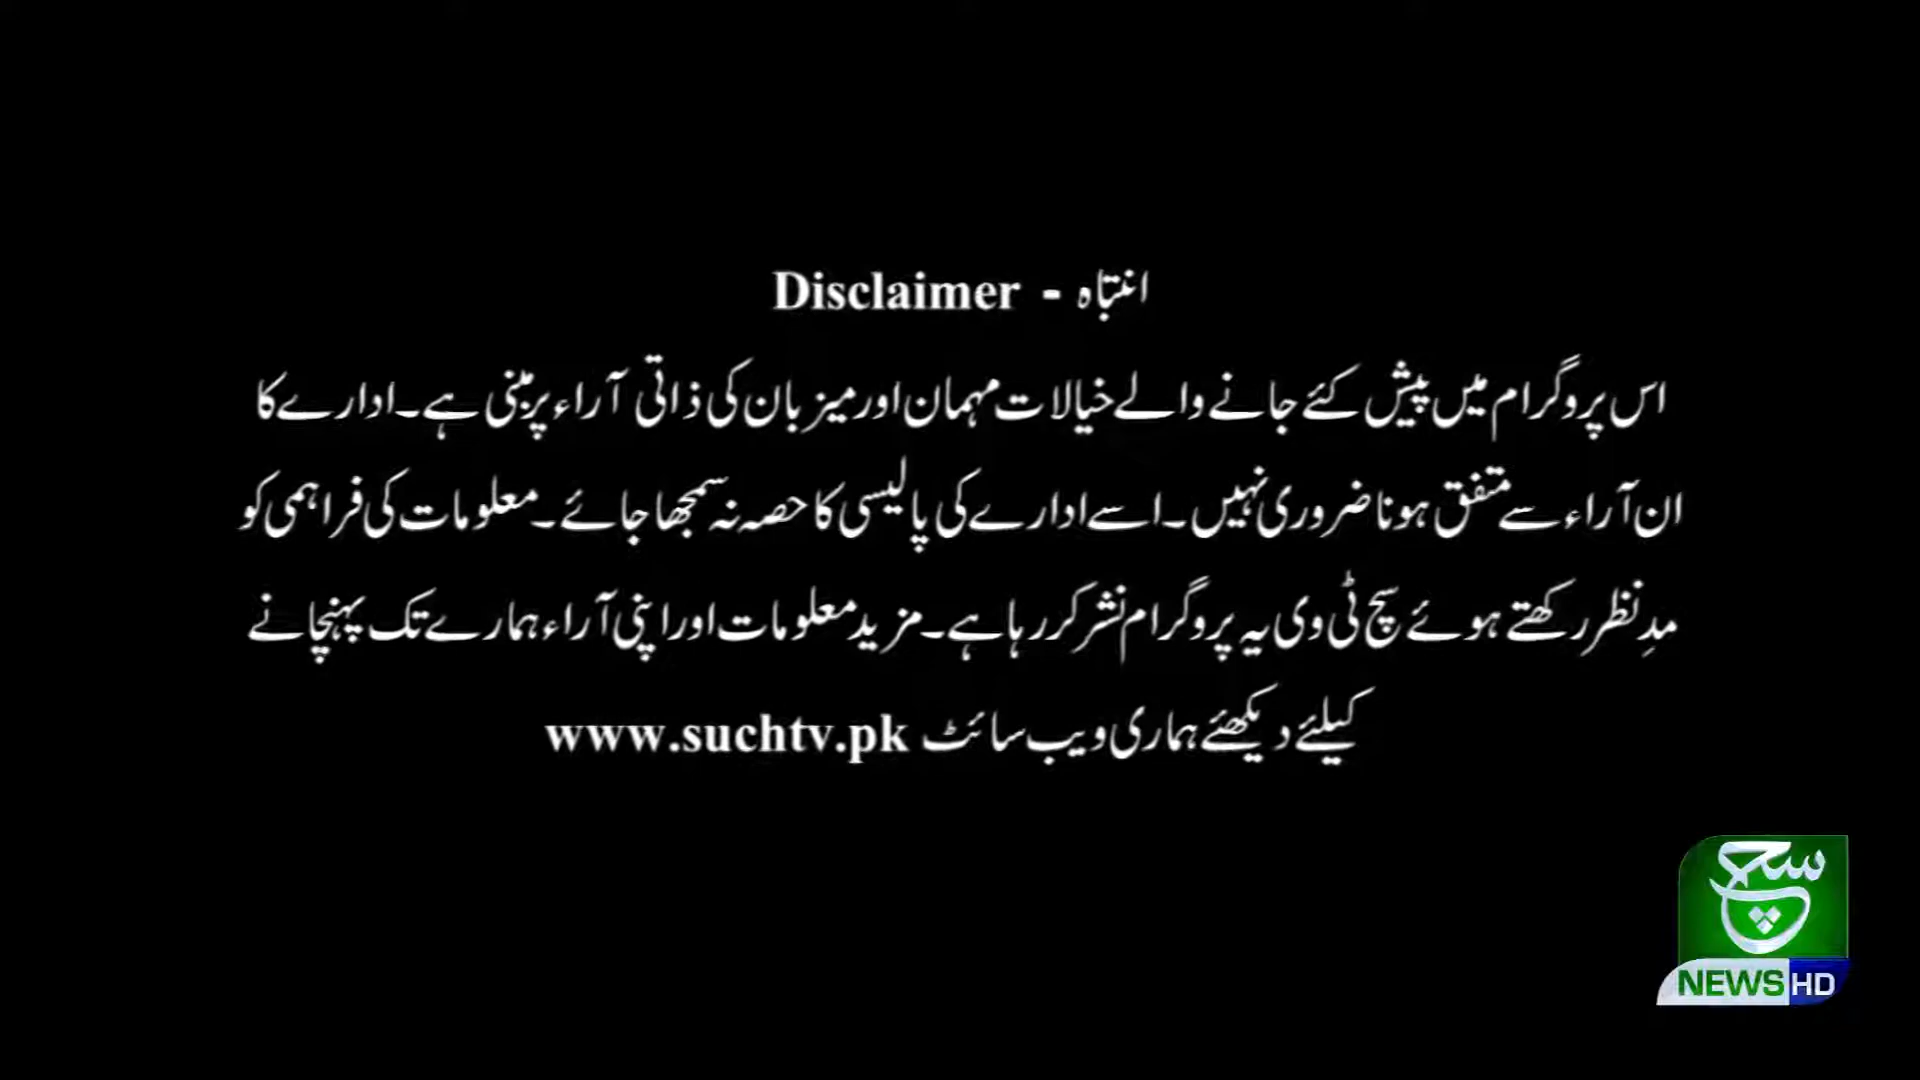 انتباہ - Disclaimer
اس پروگرام میں پیش کئے جانے والے خیالات مہمان اور میزبان کی ذاتی آراء پر مبنی ہے۔ ادارے کا
ان آراء سے متفق ہونا ضروری نہیں۔ اسے ادارے کی پالیسی کا حصہ نہ سمجھا جائے۔ معلومات کی فراہمی کو
مدِنظر رکھتے ہوئے سچ ٹی وی یہ پروگرام نشر کر رہا ہے۔ مزید معلومات اور اپنی آراء ہمارے تک پہنچانے
کیلئے دیکھئے ہماری ویب سائٹ www.suchtv.pk
سچ
NEWS HD